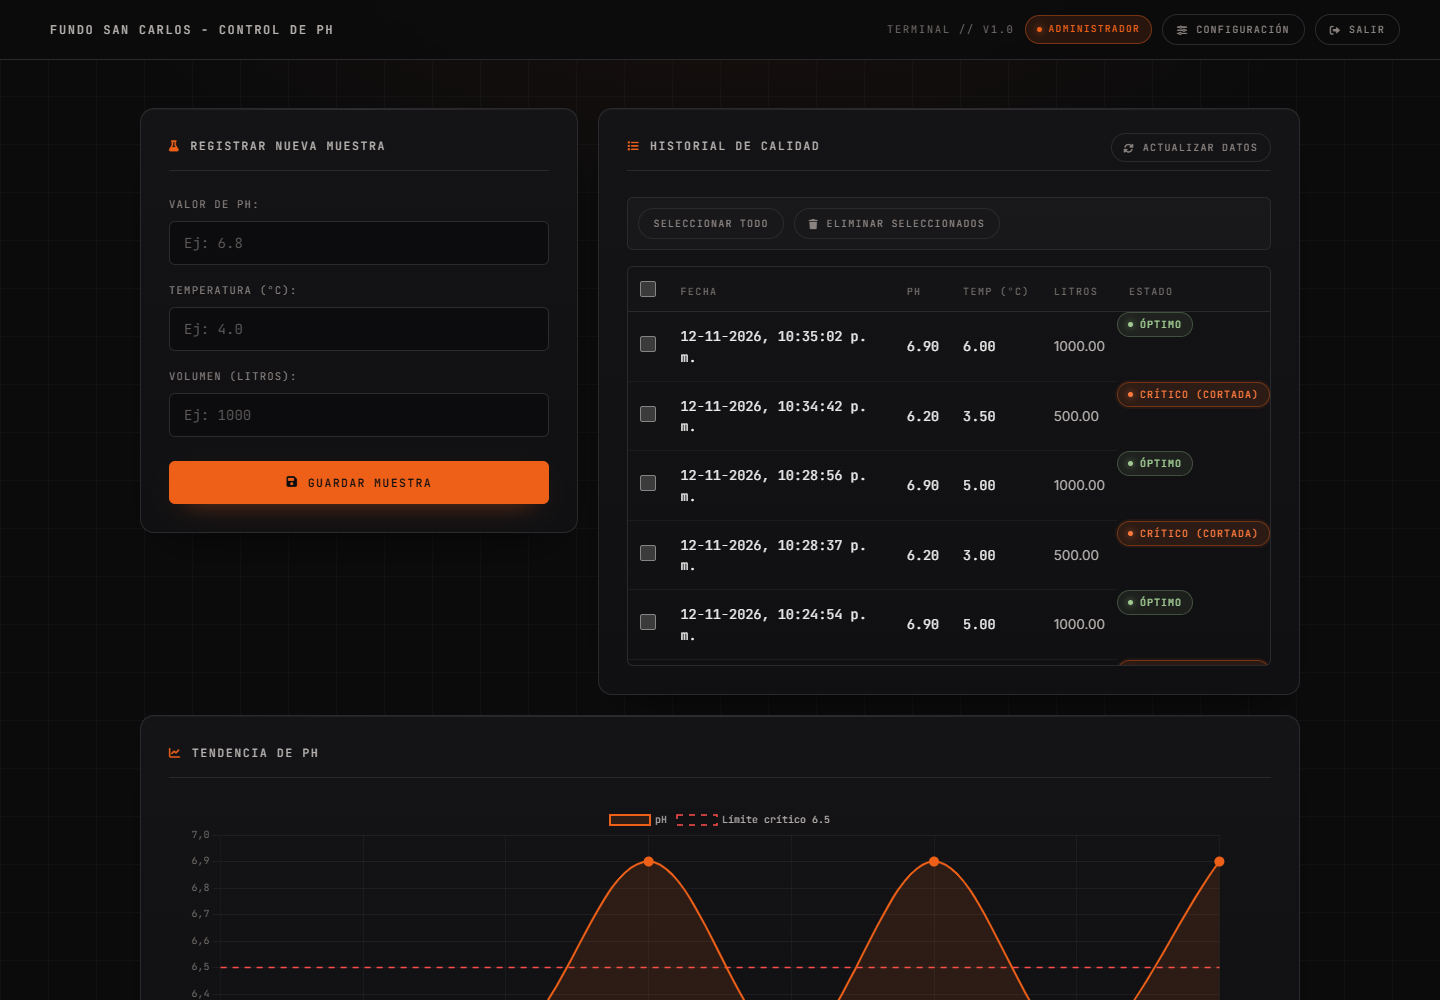 FUNDO SAN CARLOS - CONTROL DE PH
TERMINAL // V1.0
ADMINISTRADOR
CONFIGURACIÓN
SALIR
REGISTRAR NUEVA MUESTRA
VALOR DE PH:
Ej: 6.8
TEMPERATURA (°C):
Ej: 4.0
VOLUMEN (LITROS):
Ej: 1000
GUARDAR MUESTRA
HISTORIAL DE CALIDAD
ACTUALIZAR DATOS
SELECCIONAR TODO
ELIMINAR SELECCIONADOS
FECHA PH TEMP (°C) LITROS ESTADO
12-11-2026, 10:35:02 p. 6.90 6.00 1000.00 ÓPTIMO
m.
12-11-2026, 10:34:42 p. 6.20 3.50 500.00 CRÍTICO (CORTADA)
m.
12-11-2026, 10:28:56 p. 6.90 5.00 1000.00 ÓPTIMO
m.
12-11-2026, 10:28:37 p. 6.20 3.00 500.00 CRÍTICO (CORTADA)
m.
12-11-2026, 10:24:54 p. 6.90 5.00 1000.00 ÓPTIMO
m.
TENDENCIA DE PH
pH Límite crítico 6.5
7,0
6,9
6,8
6,7
6,6
6,5
6,4